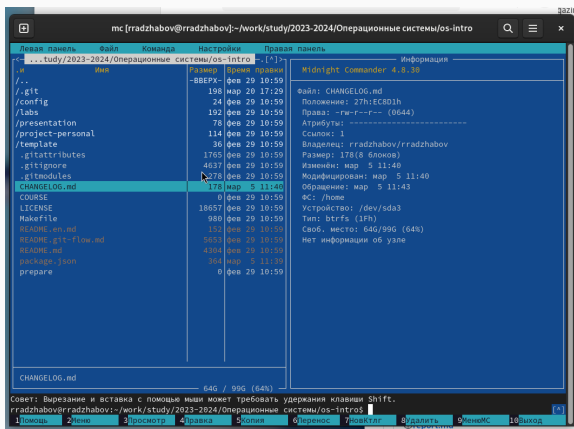 mc [rradzhabov@rradzhabov]:~/work/study/2023-2024/Операционные системы/os-intro
Левая панель Файл Команда Настройки Правая панель
<- ...tudy/2023-2024/Операционные системы/os-intro -.[^]>
.и Имя Размер Время правки
/.. -ВВЕРХ- фев 29 10:59
/.git 198 мар 20 17:29
/config 24 фев 29 10:59
/labs 192 фев 29 10:59
/presentation 78 фев 29 10:59
/project-personal 114 фев 29 10:59
/template 36 фев 29 10:59
.gitattributes 1765 фев 29 10:59
.gitignore 4637 фев 29 10:59
.gitmodules 278 фев 29 10:59
CHANGELOG.md 178 мар 5 11:40
COURSE 0 фев 29 10:59
LICENSE 18657 фев 29 10:59
Makefile 980 фев 29 10:59
README.en.md 152 фев 29 10:59
README.git-flow.md 5653 фев 29 10:59
README.md 4304 фев 29 10:59
package.json 364 мар 5 11:39
prepare 0 фев 29 10:59
CHANGELOG.md
64G / 99G (64%)
Информация
Midnight Commander 4.8.30
Файл: CHANGELOG.md
Положение: 27h:EC8D1h
Права: -rw-r--r-- (0644)
Атрибуты: --------------------------
Ссылок: 1
Владелец: rradzhabov/rradzhabov
Размер: 178(8 блоков)
Изменён: мар 5 11:40
Модифицирован: мар 5 11:40
Обращение: мар 5 11:43
ФС: /home
Устройство: /dev/sda3
Тип: btrfs (1Fh)
Своб. место: 64G/99G (64%)
Нет информации об узле
Совет: Вырезание и вставка с помощью мыши может требовать удержания клавиши Shift.
rradzhabov@rradzhabov:~/work/study/2023-2024/Операционные системы/os-intro$ [^]
1Помощь 2Меню 3Просмотр 4Правка 5Копия 6Перенос 7НовКтлг 8Удалить 9МенюMC 10Выход